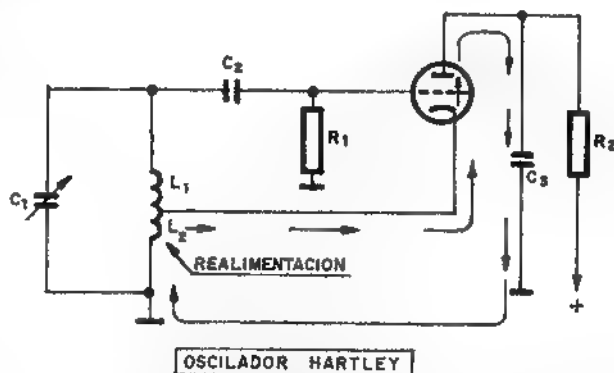 C2
R1
C1
L1
L2
C3
R2
REALIMENTACION
+
OSCILADOR HARTLEY